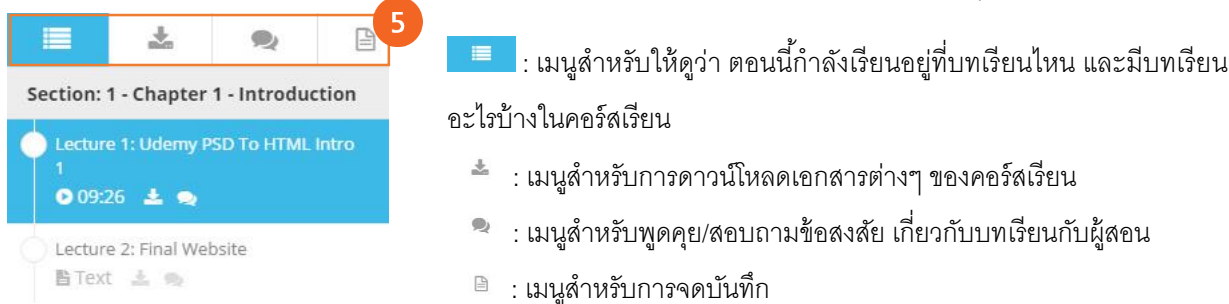 5
Section: 1 - Chapter 1 - Introduction
Lecture 1: Udemy PSD To HTML Intro
1
09:26
Lecture 2: Final Website
Text
: เมนูสำหรับให้ดูว่า ตอนนี้กำลังเรียนอยู่ที่บทเรียนไหน และมีบทเรียน
อะไรบ้างในคอร์สเรียน
: เมนูสำหรับการดาวน์โหลดเอกสารต่างๆ ของคอร์สเรียน
: เมนูสำหรับพูดคุย/สอบถามข้อสงสัย เกี่ยวกับบทเรียนกับผู้สอน
: เมนูสำหรับการจดบันทึก